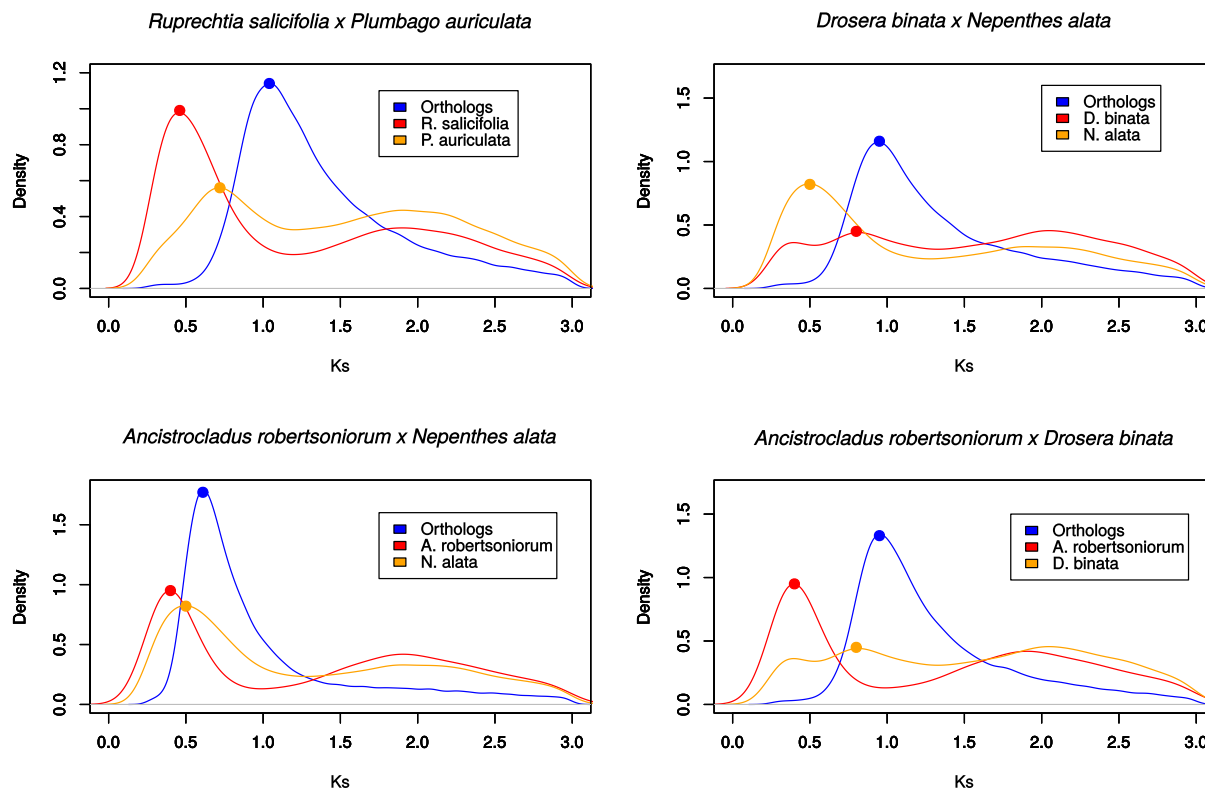 Ruprechtia salicifolia x Plumbago auriculata
Density
0.0 0.4 0.8 1.2
Orthologs
R. salicifolia
P. auriculata
0.0 0.5 1.0 1.5 2.0 2.5 3.0
Ks
Drosera binata x Nepenthes alata
Density
0.0 0.5 1.0 1.5
Orthologs
D. binata
N. alata
0.0 0.5 1.0 1.5 2.0 2.5 3.0
Ks
Ancistrocladus robertsoniorum x Nepenthes alata
Density
0.0 0.5 1.0 1.5
Orthologs
A. robertsoniorum
N. alata
0.0 0.5 1.0 1.5 2.0 2.5 3.0
Ks
Ancistrocladus robertsoniorum x Drosera binata
Density
0.0 0.5 1.0 1.5
Orthologs
A. robertsoniorum
D. binata
0.0 0.5 1.0 1.5 2.0 2.5 3.0
Ks